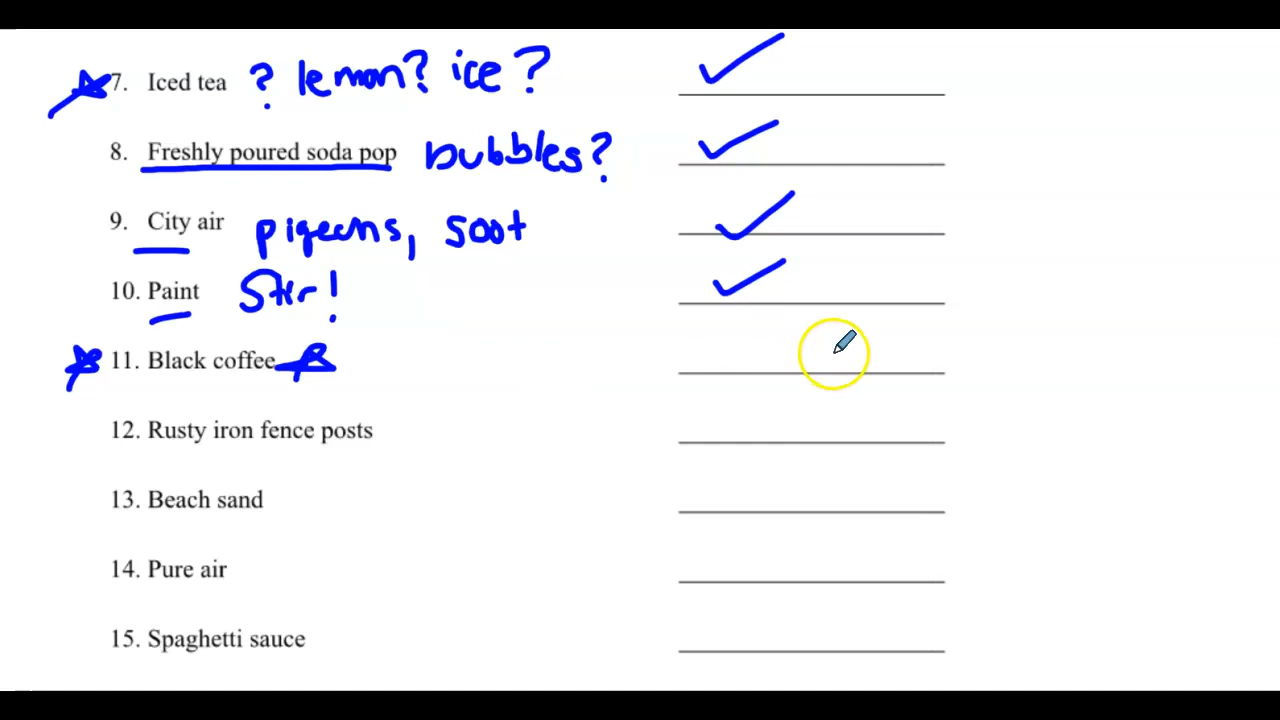 7. Iced tea ? lemon? ice?
8. Freshly poured soda pop bubbles?
9. City air pigeons, soot
10. Paint Stir!
11. Black coffee
12. Rusty iron fence posts
13. Beach sand
14. Pure air
15. Spaghetti sauce